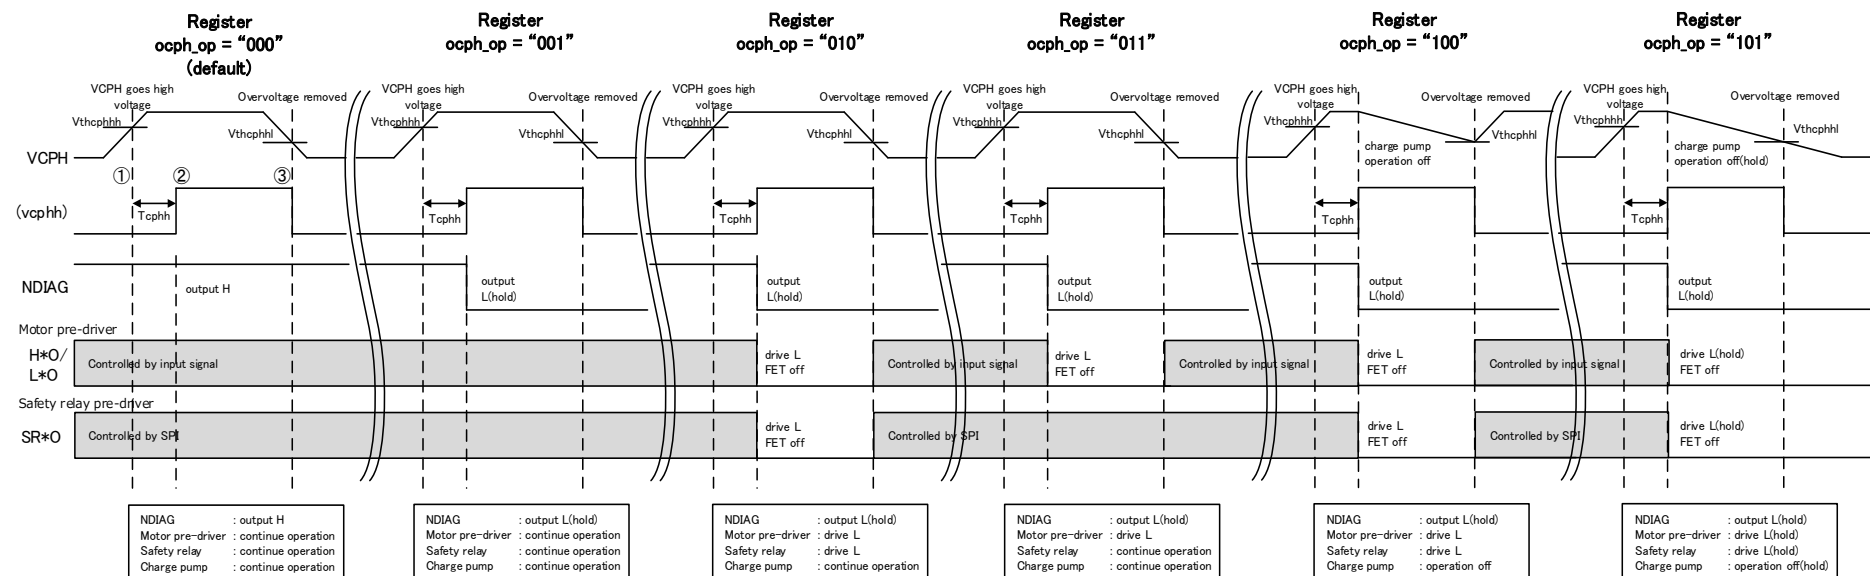 Register
ocph_op = “000”
(default)
Register
ocph_op = “001”
Register
ocph_op = “010”
Register
ocph_op = “011”
Register
ocph_op = “100”
Register
ocph_op = “101”
VCPH goes high
voltage
Overvoltage removed
Vthcphhh
Vthcphhl
VCPH goes high
voltage
Overvoltage removed
Vthcphhh
Vthcphhl
VCPH goes high
voltage
Overvoltage removed
Vthcphhh
Vthcphhl
VCPH goes high
voltage
Overvoltage removed
Vthcphhh
Vthcphhl
VCPH goes high
voltage
Overvoltage removed
Vthcphhh
Vthcphhl
charge pump
operation off
VCPH goes high
voltage
Overvoltage removed
Vthcphhh
Vthcphhl
charge pump
operation off(hold)
VCPH
① ② ③
(vcphh)
Tcphh
Tcphh
Tcphh
Tcphh
Tcphh
Tcphh
NDIAG
output H
output
L(hold)
output
L(hold)
output
L(hold)
output
L(hold)
output
L(hold)
Motor pre-driver
H*O/
L*O
Controlled by input signal
drive L
FET off
Controlled by input signal
drive L
FET off
Controlled by input signal
drive L
FET off
Controlled by input signal
drive L(hold)
FET off
Safety relay pre-driver
SR*O
Controlled by SPI
drive L
FET off
Controlled by SPI
drive L
FET off
Controlled by SPI
drive L(hold)
FET off
NDIAG : output H
Motor pre-driver : continue operation
Safety relay : continue operation
Charge pump : continue operation
NDIAG : output L(hold)
Motor pre-driver : continue operation
Safety relay : continue operation
Charge pump : continue operation
NDIAG : output L(hold)
Motor pre-driver : drive L
Safety relay : drive L
Charge pump : continue operation
NDIAG : output L(hold)
Motor pre-driver : drive L
Safety relay : continue operation
Charge pump : continue operation
NDIAG : output L(hold)
Motor pre-driver : drive L
Safety relay : drive L
Charge pump : operation off
NDIAG : output L(hold)
Motor pre-driver : drive L(hold)
Safety relay : drive L(hold)
Charge pump : operation off(hold)